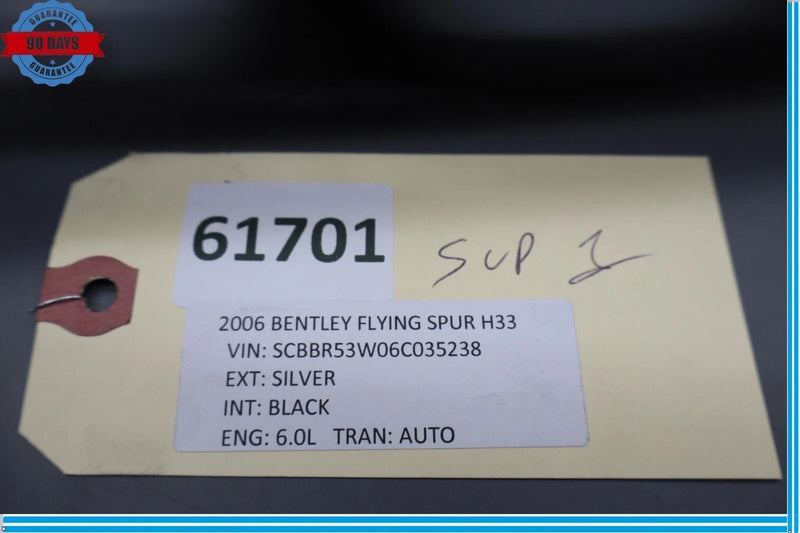 GUARANTEE
90 DAYS
GUARANTEE
61701
SUP 1
2006 BENTLEY FLYING SPUR H33
VIN: SCBBR53W06C035238
EXT: SILVER
INT: BLACK
ENG: 6.0L TRAN: AUTO